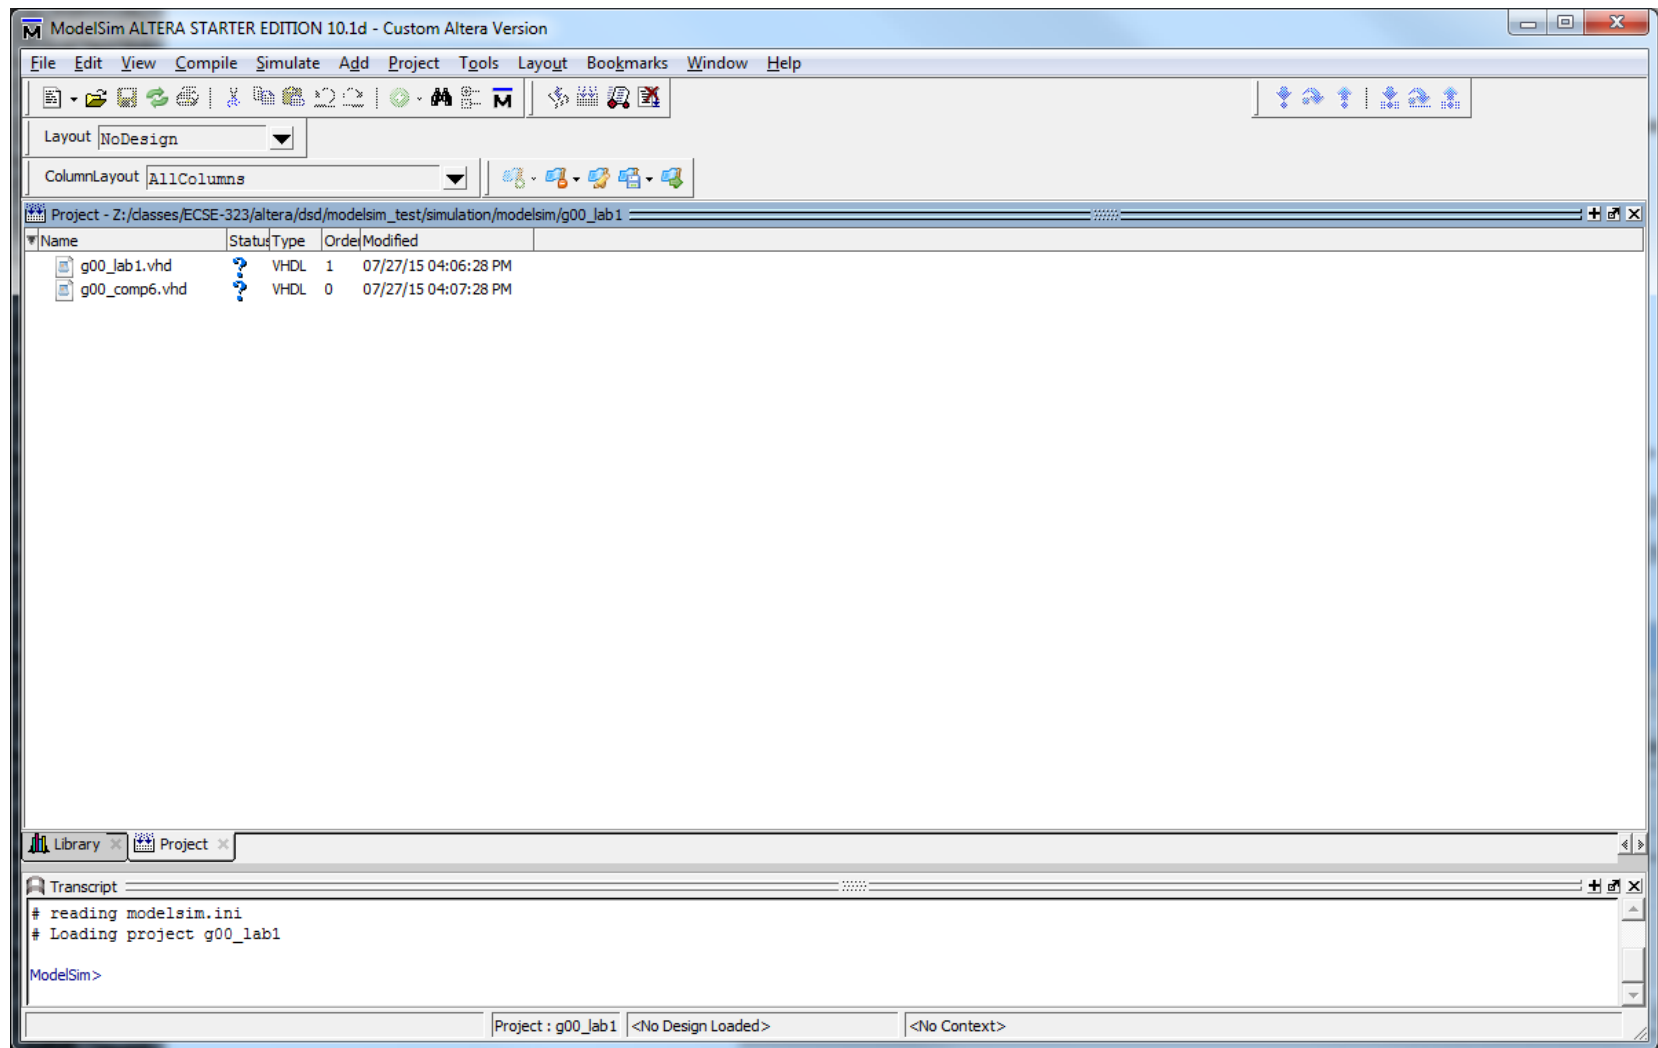 ModelSim ALTERA STARTER EDITION 10.1d - Custom Altera Version
File Edit View Compile Simulate Add Project Tools Layout Bookmarks Window Help
Layout NoDesign
ColumnLayout AllColumns
Project - Z:/classes/ECSE-323/altera/dsd/modelsim_test/simulation/modelsim/g00_lab1
Name Status Type Order Modified
g00_lab1.vhd VHDL 1 07/27/15 04:06:28 PM
g00_comp6.vhd VHDL 0 07/27/15 04:07:28 PM
Library Project
Transcript
# reading modelsim.ini
# Loading project g00_lab1
ModelSim>
Project : g00_lab1 <No Design Loaded> <No Context>